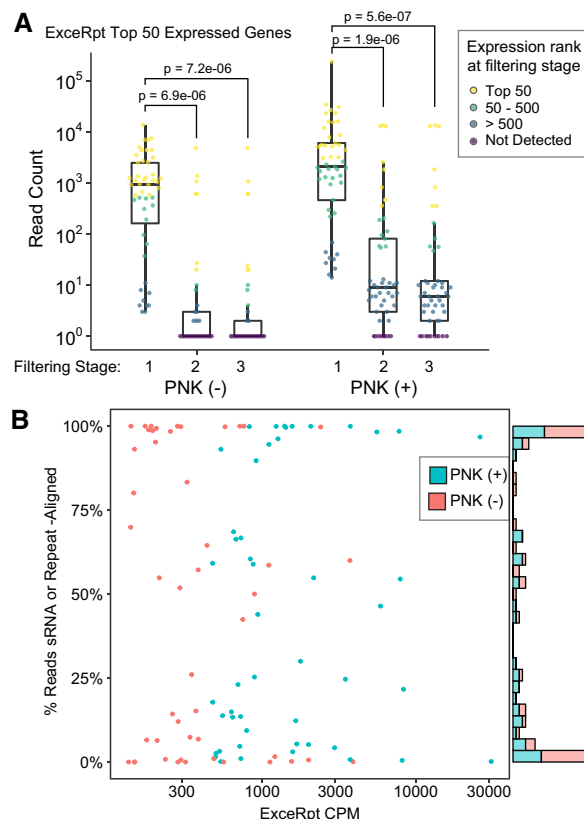 A
ExceRpt Top 50 Expressed Genes
p = 5.6e-07
p = 1.9e-06
p = 7.2e-06
p = 6.9e-06
Expression rank
at filtering stage
Top 50
50 - 500
> 500
Not Detected
Read Count
10^5
10^4
10^3
10^2
10^1
10^0
Filtering Stage: 1 2 3 1 2 3
PNK (-) PNK (+)
B
% Reads sRNA or Repeat -Aligned
100%
75%
50%
25%
0%
PNK (+)
PNK (-)
300 1000 3000 10000 30000
ExceRpt CPM